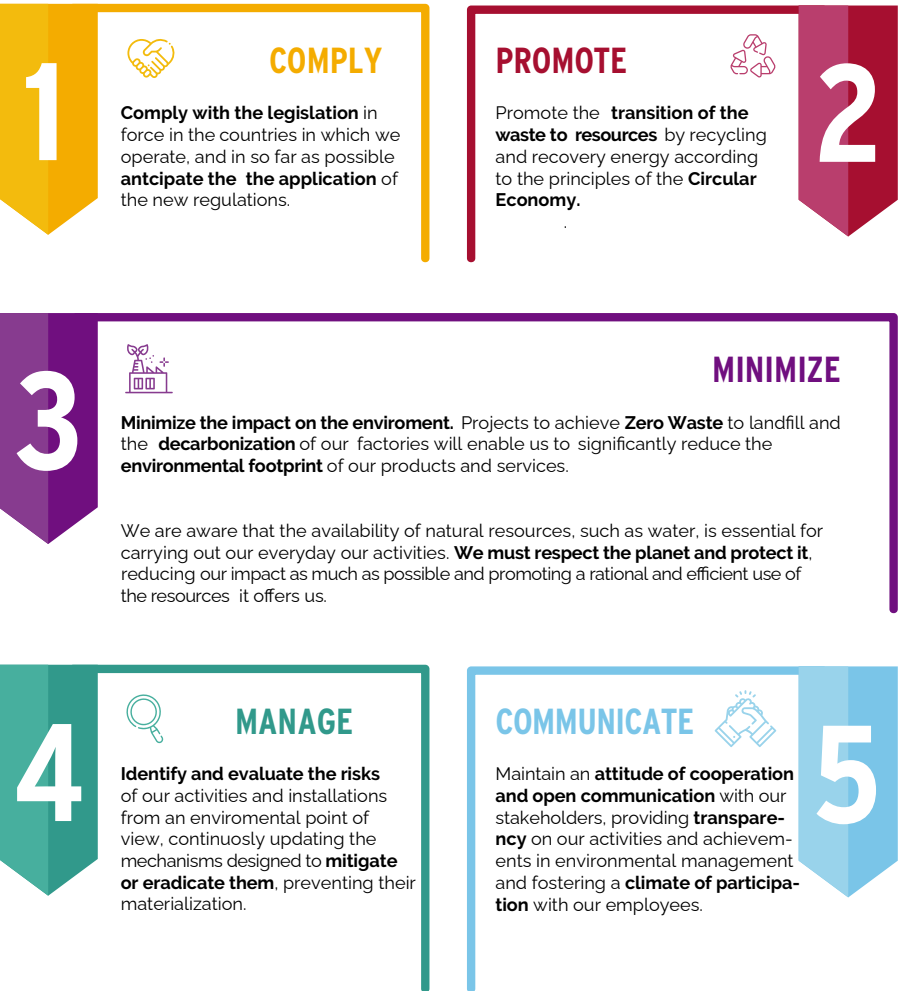 1
COMPLY
Comply with the legislation in
force in the countries in which we
operate, and in so far as possible
antcipate the the application of
the new regulations.
PROMOTE
2
Promote the transition of the
waste to resources by recycling
and recovery energy according
to the principles of the Circular
Economy.
.
3
MINIMIZE
Minimize the impact on the enviroment. Projects to achieve Zero Waste to landfill and
the decarbonization of our factories will enable us to significantly reduce the
environmental footprint of our products and services.
We are aware that the availability of natural resources, such as water, is essential for
carrying out our everyday our activities. We must respect the planet and protect it,
reducing our impact as much as possible and promoting a rational and efficient use of
the resources it offers us.
4
MANAGE
Identify and evaluate the risks
of our activities and installations
from an enviromental point of
view, continuosly updating the
mechanisms designed to mitigate
or eradicate them, preventing their
materialization.
COMMUNICATE
5
Maintain an attitude of cooperation
and open communication with our
stakeholders, providing transpare-
ncy on our activities and achievem-
ents in environmental management
and fostering a climate of participa-
tion with our employees.